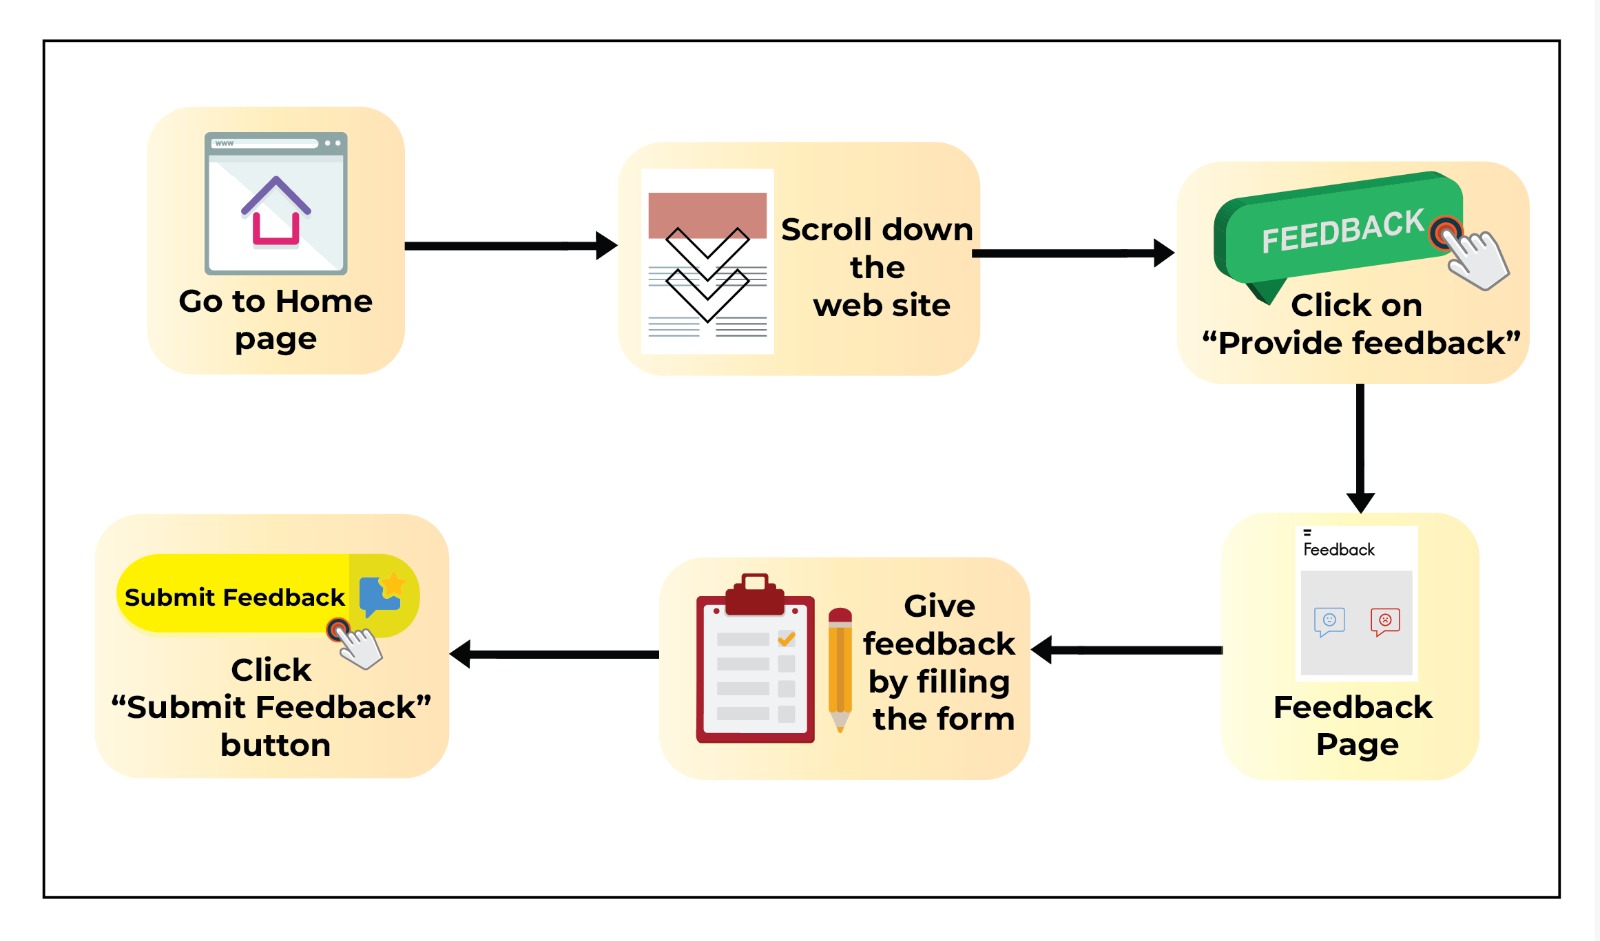 www
Go to Home
page
Scroll down
the
web site
FEEDBACK
Click on
“Provide feedback”
Feedback
Feedback
Page
Give
feedback
by filling
the form
Submit Feedback
Click
“Submit Feedback”
button